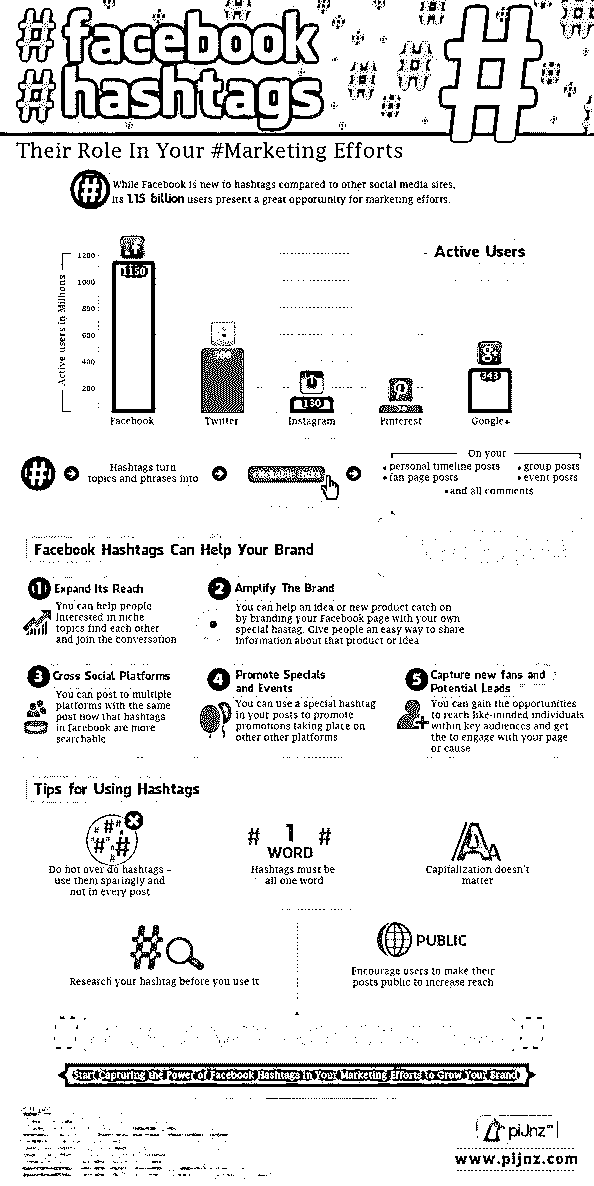 #facebook
#hashtags
Their Role In Your #Marketing Efforts
While Facebook is new to hashtags compared to other social media sites,
its 1.15 billion users present a great opportunity for marketing efforts.
Active Users
Active users in Millions
1200
1000
800
600
400
200
1150
130
343
Facebook
Twitter
Instagram
Pinterest
Google+
Hashtags turn
topics and phrases into
On your
• personal timeline posts
• group posts
• fan page posts
• event posts
• and all comments
Facebook Hashtags Can Help Your Brand
1 Expand Its Reach
You can help people
interested in niche
topics find each other
and join the conversation
2 Amplify The Brand
You can help an idea or new product catch on
by branding your Facebook page with your own
special hastag. Give people an easy way to share
information about that product or idea
3 Cross Social Platforms
You can post to multiple
platforms with the same
post now that hashtags
in facebook are more
searchable
4 Promote Specials
and Events
You can use a special hashtag
in your posts to promote
promotions taking place on
other other platforms
5 Capture new fans and
Potential Leads
You can gain the opportunities
to reach like-minded individuals
within key audiences and get
the to engage with your page
or cause
Tips for Using Hashtags
Do not over do hashtags –
use them sparingly and
not in every post
# 1 #
WORD
Hashtags must be
all one word
Capitalization doesn't
matter
Research your hashtag before you use it
PUBLIC
Encourage users to make their
posts public to increase reach
Start Capturing the Power of Facebook Hashtags in Your Marketing Efforts to Grow Your Brand
piJnz
www.pijnz.com